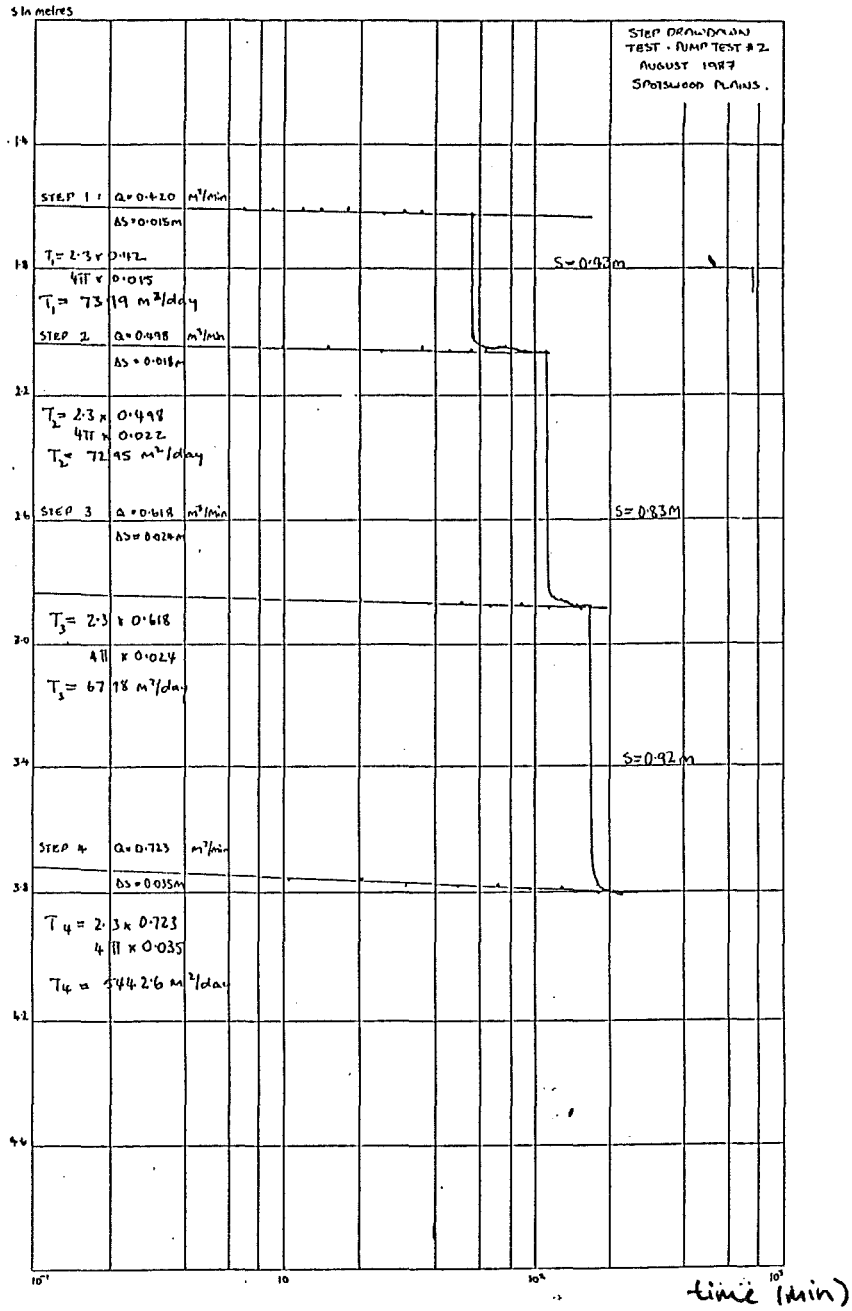 s in metres
STEP DRAWDOWN
TEST - PUMP TEST #2
AUGUST 1987
SPOTSWOOD PLAINS.
1.4
STEP 1: Q=0.420 m³/min
ΔS=0.015m
T₁= 2.3 x 0.42
4π x 0.015
T₁= 7319 m²/day
1.8
S=0.43m
STEP 2 Q=0.498 m³/min
ΔS=0.018m
2.2
T₂= 2.3 x 0.498
4π x 0.022
T₂= 7295 m²/day
2.6
STEP 3 Q=0.618 m³/min
S=0.83m
ΔS=0.024m
T₃= 2.3 x 0.618
3.0
4π x 0.024
T₃= 6718 m²/day
3.4
S=0.92m
STEP 4 Q=0.723 m³/min
ΔS=0.035m
3.8
T₄= 2.3 x 0.723
4π x 0.035
T₄= 5442.6 m²/day
4.2
4.6
10
10²
10³
time (min)